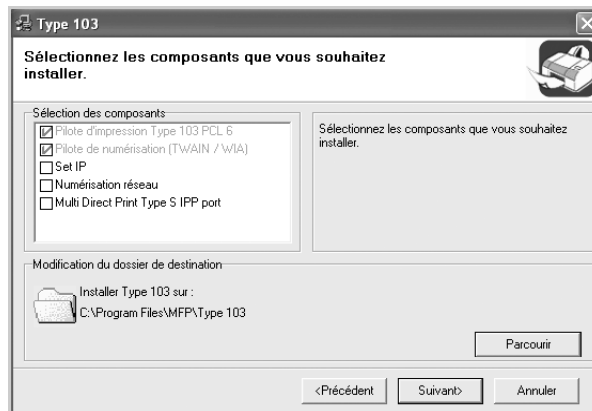 Type 103
Sélectionnez les composants que vous souhaitez
installer.
Sélection des composants
Pilote d'impression Type 103 PCL 6
Pilote de numérisation (TWAIN / WIA)
Set IP
Numérisation réseau
Multi Direct Print Type S IPP port
Sélectionnez les composants que vous souhaitez
installer.
Modification du dossier de destination
Installer Type 103 sur :
C:\Program Files\MFP\Type 103
Parcourir
<Précédent
Suivant>
Annuler